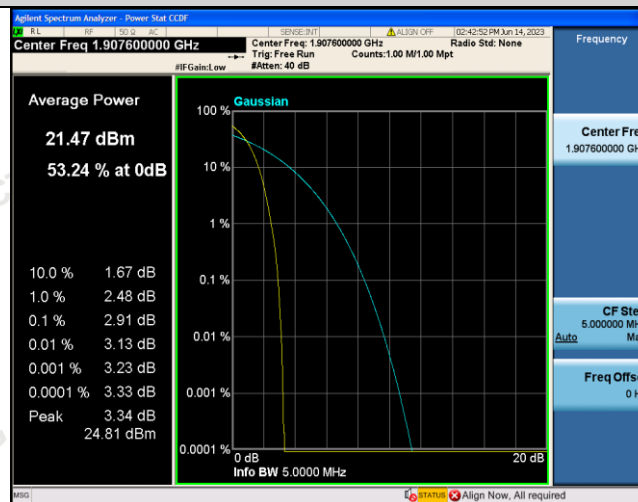 Agilent Spectrum Analyzer - Power Stat CCDF
RL RF 50 Ω AC SENSE:INT ALIGN OFF 02:42:52 PM Jun 14, 2023
Center Freq 1.907600000 GHz
Center Freq: 1.907600000 GHz Radio Std: None
Trig: Free Run Counts:1.00 M/1.00 Mpt
#IFGain:Low #Atten: 40 dB
Frequency
Average Power
21.47 dBm
53.24 % at 0dB
10.0 % 1.67 dB
1.0 % 2.48 dB
0.1 % 2.91 dB
0.01 % 3.13 dB
0.001 % 3.23 dB
0.0001 % 3.33 dB
Peak 3.34 dB
24.81 dBm
Gaussian
100 %
10 %
1 %
0.1 %
0.01 %
0.001 %
0.0001 %
0 dB 20 dB
Info BW 5.0000 MHz
Center Fre
1.907600000 GH
CF Ste
5.000000 MH
Auto Ma
Freq Offs
0 H
MSG STATUS Align Now, All required